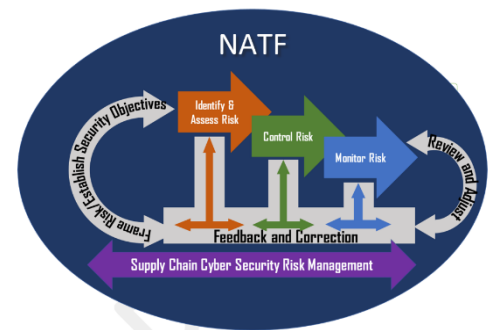 NATF
Frame Risk/Establish Security Objectives
Identify &
Assess Risk
Control Risk
Monitor Risk
Review and Adjust
Feedback and Correction
Supply Chain Cyber Security Risk Management